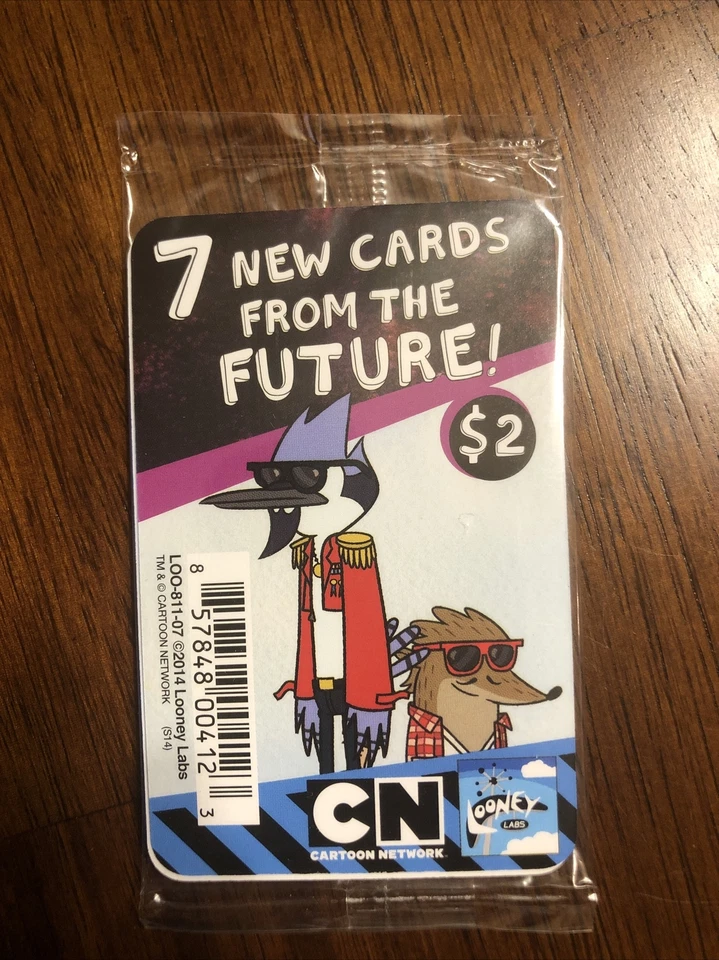 7 NEW CARDS
FROM THE
FUTURE!
$2
8 57848 00412 3
LOO-811-07 ©2014 Looney Labs
TM & © CARTOON NETWORK (S14)
CN
CARTOON NETWORK
LOONEY
LABS